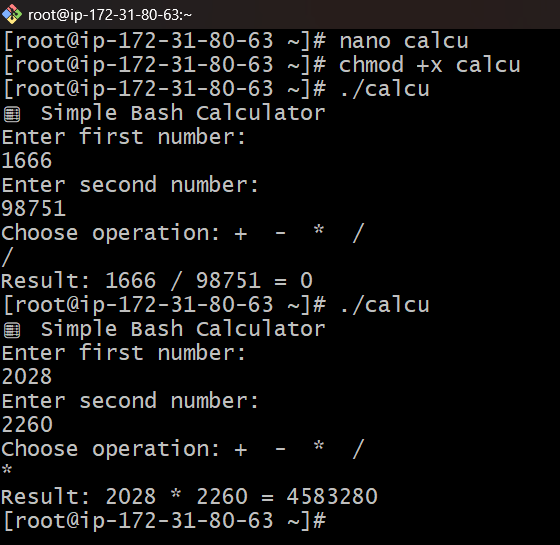 root@ip-172-31-80-63:~
[root@ip-172-31-80-63 ~]# nano calcu
[root@ip-172-31-80-63 ~]# chmod +x calcu
[root@ip-172-31-80-63 ~]# ./calcu
Simple Bash Calculator
Enter first number:
1666
Enter second number:
98751
Choose operation: +  -  *  /
/
Result: 1666 / 98751 = 0
[root@ip-172-31-80-63 ~]# ./calcu
Simple Bash Calculator
Enter first number:
2028
Enter second number:
2260
Choose operation: +  -  *  /
*
Result: 2028 * 2260 = 4583280
[root@ip-172-31-80-63 ~]#